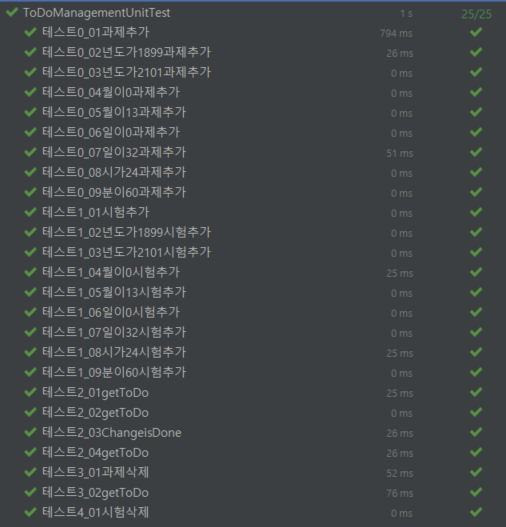 ToDoManagementUnitTest 1 s 25/25
테스트0_01과제추가 794 ms
테스트0_02년도가1899과제추가 26 ms
테스트0_03년도가2101과제추가 0 ms
테스트0_04월이0과제추가 0 ms
테스트0_05월이13과제추가 0 ms
테스트0_06일이0과제추가 0 ms
테스트0_07일이32과제추가 51 ms
테스트0_08시가24과제추가 0 ms
테스트0_09분이60과제추가 0 ms
테스트1_01시험추가 0 ms
테스트1_02년도가1899시험추가 0 ms
테스트1_03년도가2101시험추가 0 ms
테스트1_04월이0시험추가 25 ms
테스트1_05월이13시험추가 0 ms
테스트1_06일이0시험추가 0 ms
테스트1_07일이32시험추가 0 ms
테스트1_08시가24시험추가 25 ms
테스트1_09분이60시험추가 0 ms
테스트2_01getToDo 25 ms
테스트2_02getToDo 0 ms
테스트2_03ChangeisDone 26 ms
테스트2_04getToDo 26 ms
테스트3_01과제삭제 52 ms
테스트3_02getToDo 76 ms
테스트4_01시험삭제 0 ms